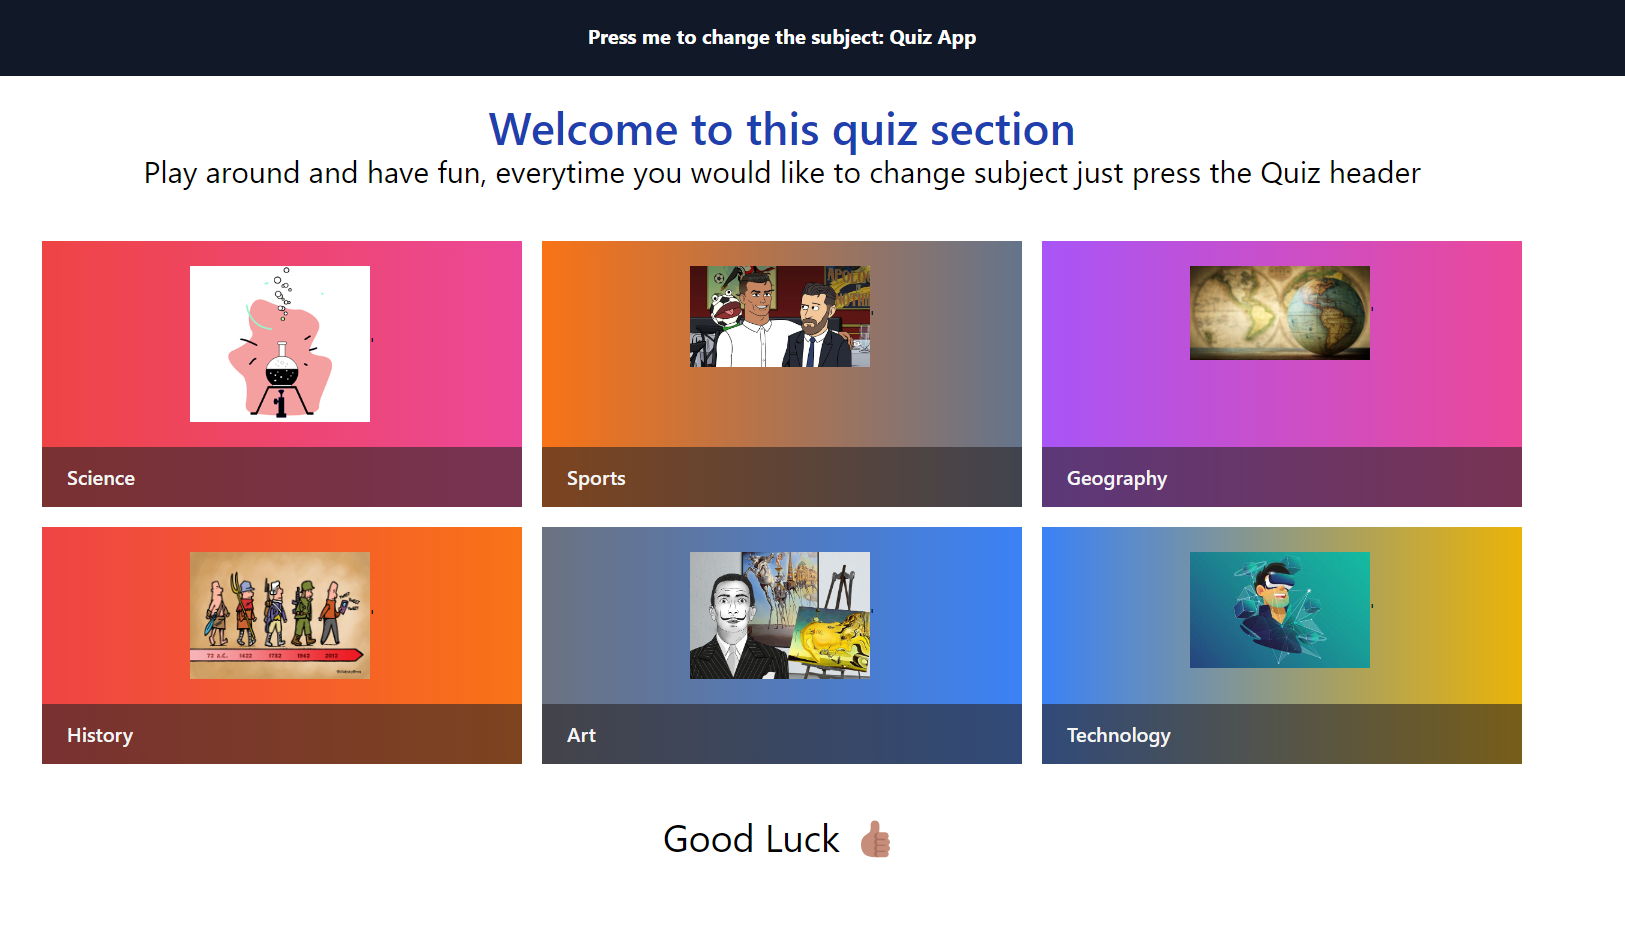 Press me to change the subject: Quiz App
Welcome to this quiz section
Play around and have fun, everytime you would like to change subject just press the Quiz header
Science
Sports
Geography
72 a.C. 1422 1782 1942 2012
History
Art
Technology
Good Luck 👍🏽